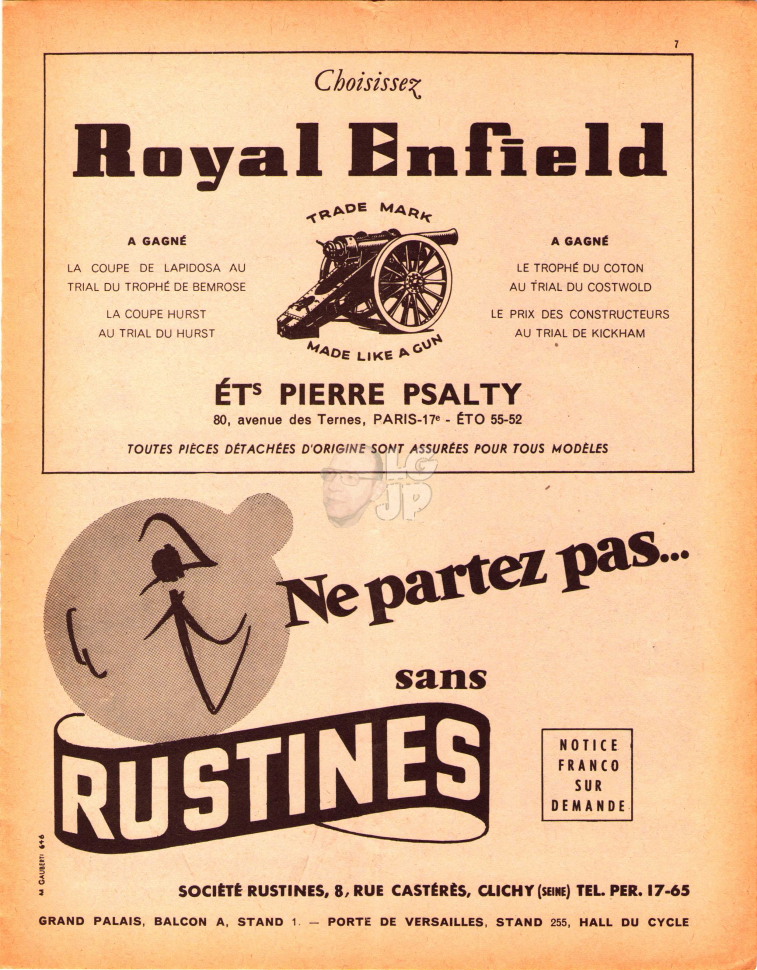 7
Choisissez
Royal Enfield
TRADE MARK
A GAGNÉ
LA COUPE DE LAPIDOSA AU
TRIAL DU TROPHÉ DE BEMROSE
LA COUPE HURST
AU TRIAL DU HURST
A GAGNÉ
LE TROPHÉ DU COTON
AU TRIAL DU COSTWOLD
LE PRIX DES CONSTRUCTEURS
AU TRIAL DE KICKHAM
MADE LIKE A GUN
ÉTS PIERRE PSALTY
80, avenue des Ternes, PARIS-17e - ÉTO 55-52
TOUTES PIÈCES DÉTACHÉES D'ORIGINE SONT ASSURÉES POUR TOUS MODÈLES
LG
JP
Ne partez pas...
sans
RUSTINES
NOTICE
FRANCO
SUR
DEMANDE
M GAUBERTI 646
SOCIÉTÉ RUSTINES, 8, RUE CASTÉRÈS, CLICHY (SEINE) TEL. PER. 17-65
GRAND PALAIS, BALCON A, STAND 1. — PORTE DE VERSAILLES, STAND 255, HALL DU CYCLE